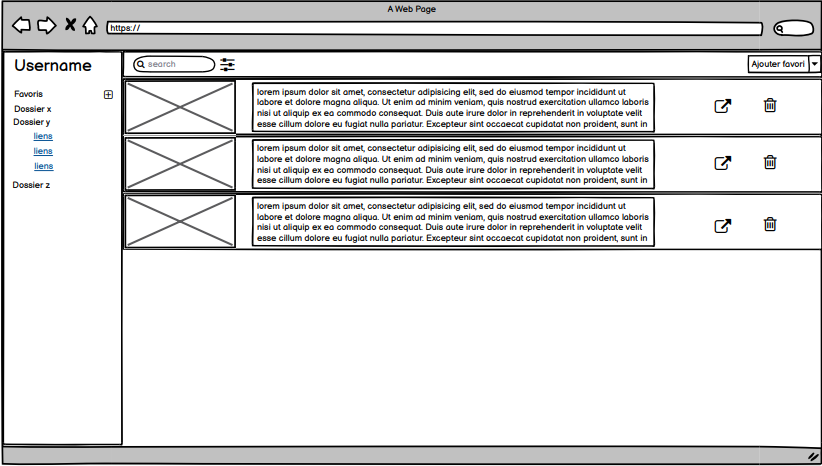 A Web Page
https://
Username
search
Ajouter favori
Favoris
Dossier x
Dossier y
liens
liens
liens
Dossier z
lorem ipsum dolor sit amet, consectetur adipisicing elit, sed do eiusmod tempor incididunt ut
labore et dolore magna aliqua. Ut enim ad minim veniam, quis nostrud exercitation ullamco laboris
nisi ut aliquip ex ea commodo consequat. Duis aute irure dolor in reprehenderit in voluptate velit
esse cillum dolore eu fugiat nulla pariatur. Excepteur sint occaecat cupidatat non proident, sunt in
lorem ipsum dolor sit amet, consectetur adipisicing elit, sed do eiusmod tempor incididunt ut
labore et dolore magna aliqua. Ut enim ad minim veniam, quis nostrud exercitation ullamco laboris
nisi ut aliquip ex ea commodo consequat. Duis aute irure dolor in reprehenderit in voluptate velit
esse cillum dolore eu fugiat nulla pariatur. Excepteur sint occaecat cupidatat non proident, sunt in
lorem ipsum dolor sit amet, consectetur adipisicing elit, sed do eiusmod tempor incididunt ut
labore et dolore magna aliqua. Ut enim ad minim veniam, quis nostrud exercitation ullamco laboris
nisi ut aliquip ex ea commodo consequat. Duis aute irure dolor in reprehenderit in voluptate velit
esse cillum dolore eu fugiat nulla pariatur. Excepteur sint occaecat cupidatat non proident, sunt in